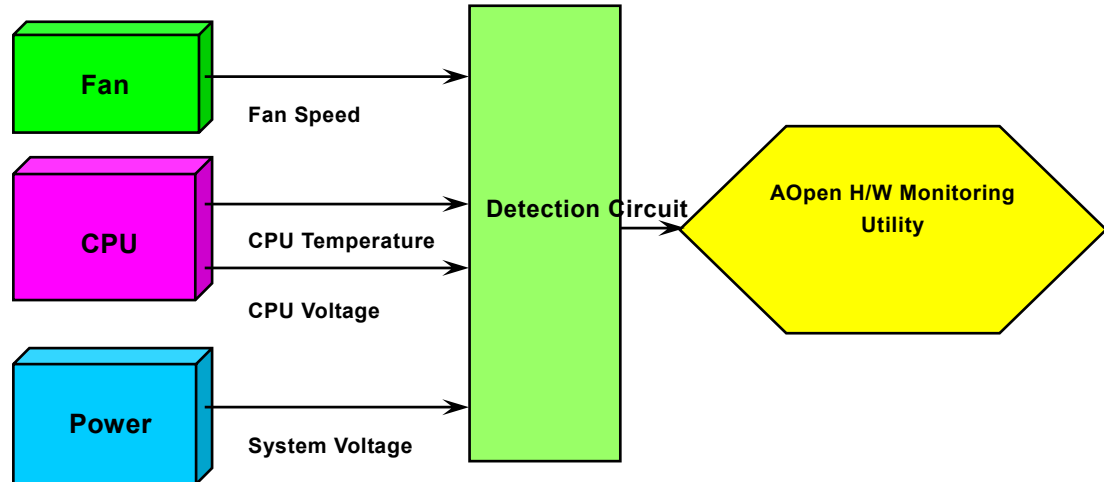 Fan
Fan Speed
CPU
CPU Temperature
CPU Voltage
Power
System Voltage
Detection Circuit
AOpen H/W Monitoring
Utility